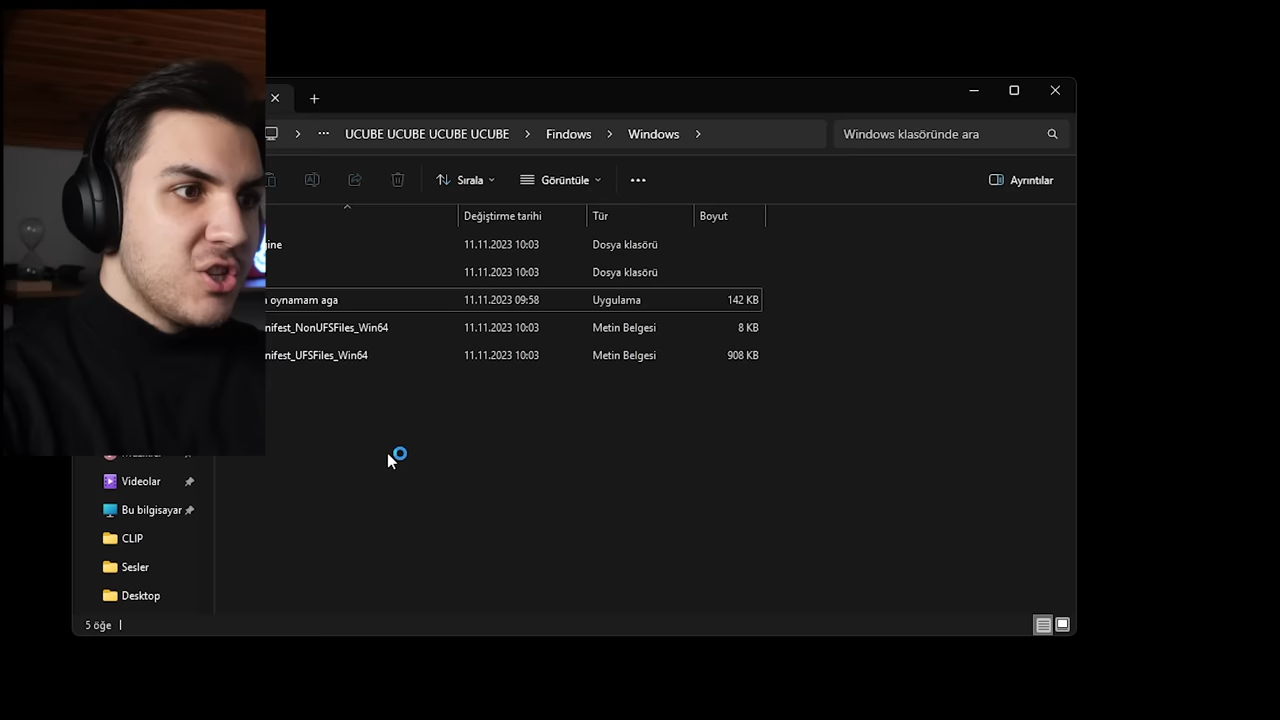 UCUBE UCUBE UCUBE UCUBE Findows Windows
Windows klasöründe ara
Sırala
Görüntüle
Ayrıntılar
Değiştirme tarihi Tür Boyut
11.11.2023 10:03 Dosya klasörü
11.11.2023 10:03 Dosya klasörü
oynamam aga 11.11.2023 09:58 Uygulama 142 KB
nifest_NonUFSFiles_Win64 11.11.2023 10:03 Metin Belgesi 8 KB
nifest_UFSFiles_Win64 11.11.2023 10:03 Metin Belgesi 908 KB
Videolar
Bu bilgisayar
CLIP
Sesler
Desktop
5 öğe